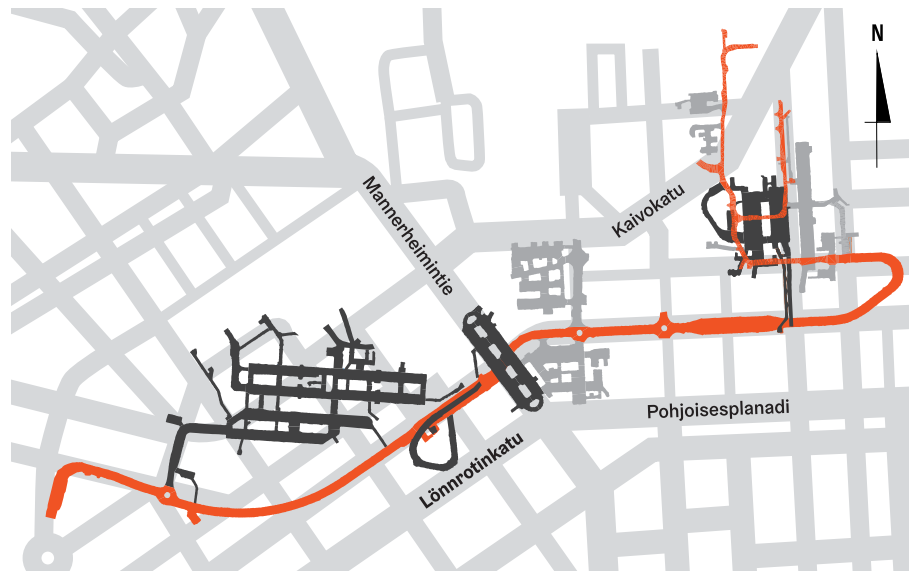 N
Mannerheimintie
Kaivokatu
Pohjoisesplanadi
Lönnrotinkatu